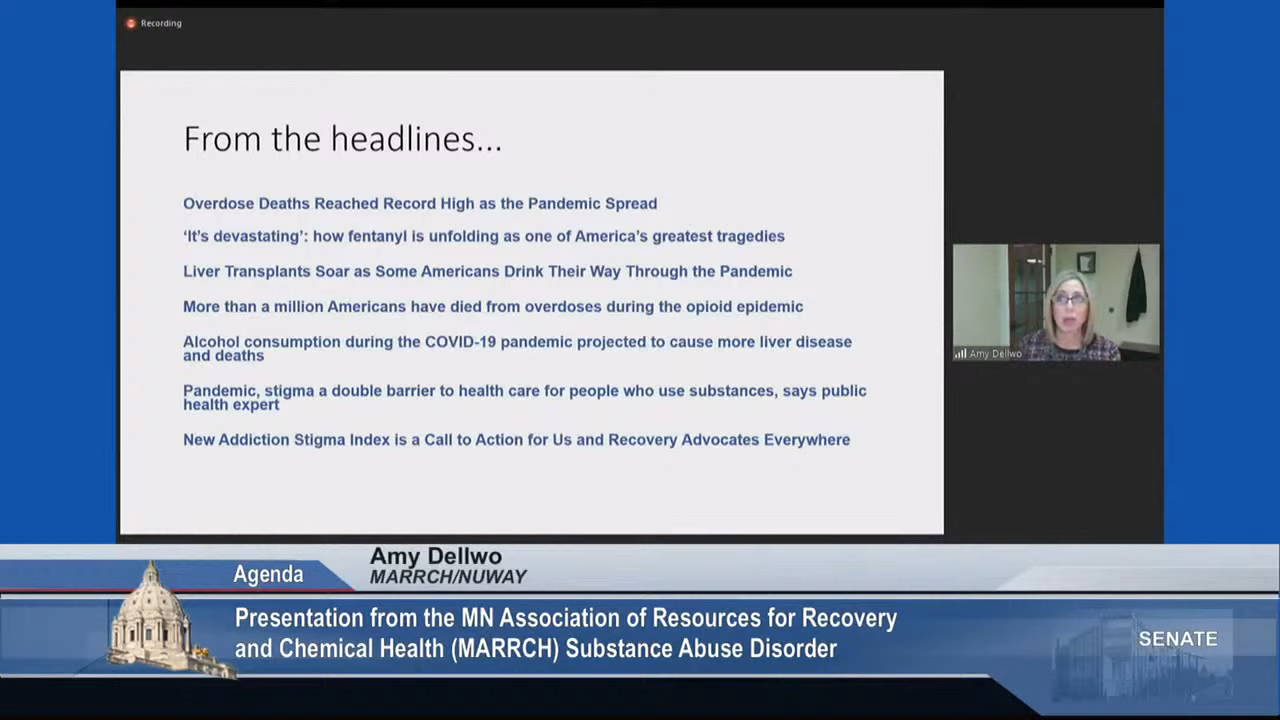 Recording
From the headlines...
Overdose Deaths Reached Record High as the Pandemic Spread
‘It’s devastating’: how fentanyl is unfolding as one of America’s greatest tragedies
Liver Transplants Soar as Some Americans Drink Their Way Through the Pandemic
More than a million Americans have died from overdoses during the opioid epidemic
Alcohol consumption during the COVID-19 pandemic projected to cause more liver disease
and deaths
Pandemic, stigma a double barrier to health care for people who use substances, says public
health expert
New Addiction Stigma Index is a Call to Action for Us and Recovery Advocates Everywhere
Amy Dellwo
Amy Dellwo
MARRCH/NUWAY
Agenda
Presentation from the MN Association of Resources for Recovery
and Chemical Health (MARRCH) Substance Abuse Disorder
SENATE